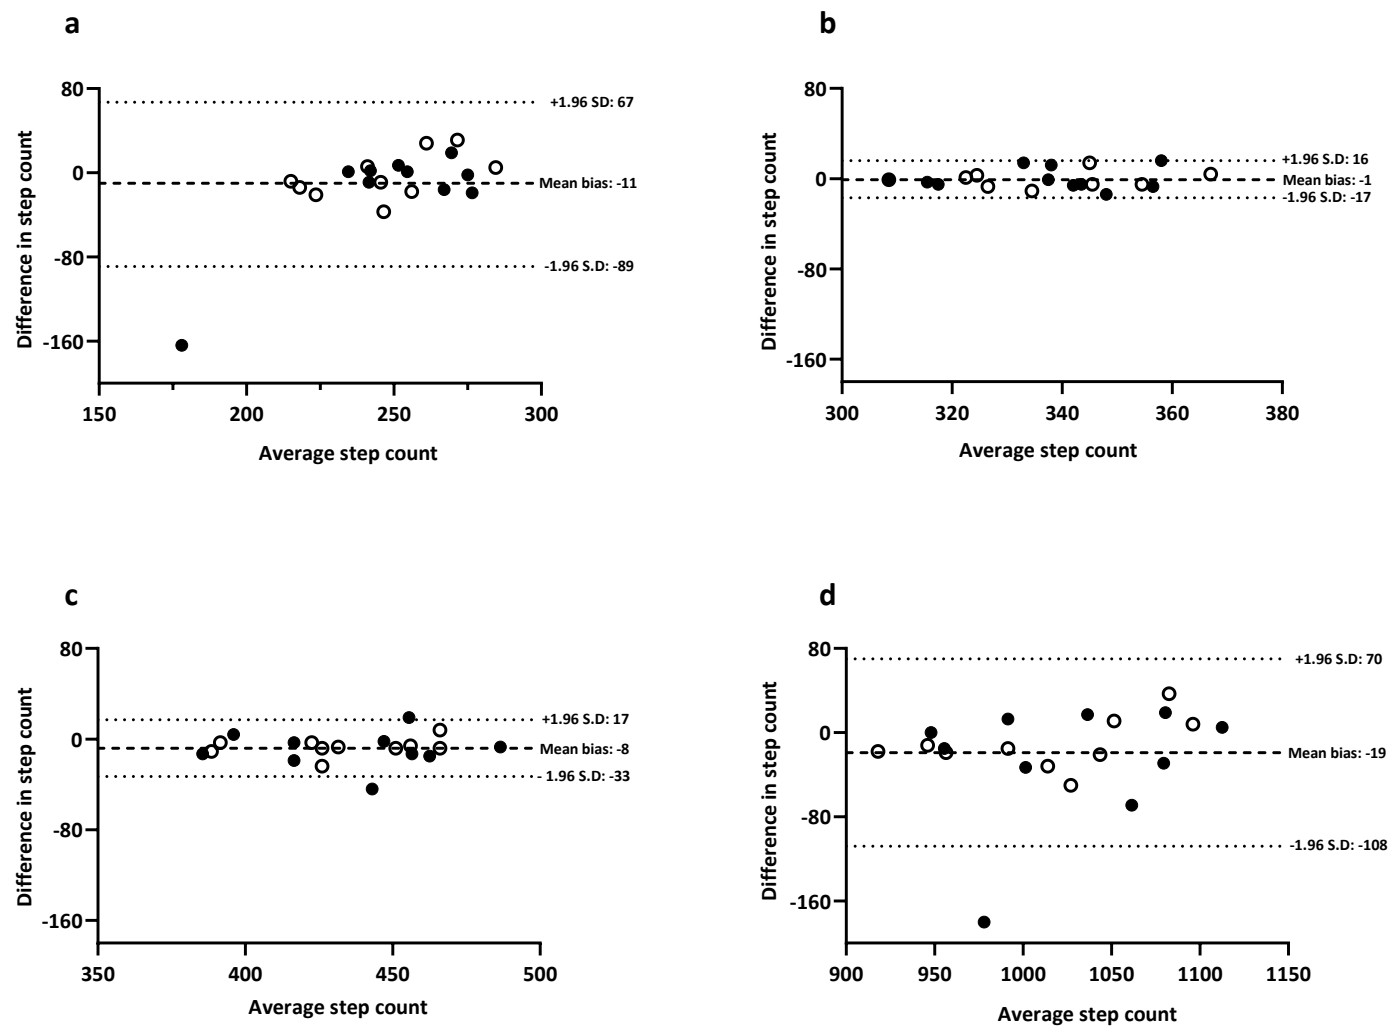 a
80
0
-80
-160
Difference in step count
+1.96 SD: 67
Mean bias: -11
-1.96 S.D: -89
150
200
250
300
Average step count
b
80
0
-80
-160
Difference in step count
+1.96 S.D: 16
Mean bias: -1
-1.96 S.D: -17
300
320
340
360
380
Average step count
c
80
0
-80
-160
Difference in step count
+1.96 S.D: 17
Mean bias: -8
- 1.96 S.D: -33
350
400
450
500
Average step count
d
80
0
-80
-160
Difference in step count
+1.96 S.D: 70
Mean bias: -19
-1.96 S.D: -108
900
950
1000
1050
1100
1150
Average step count